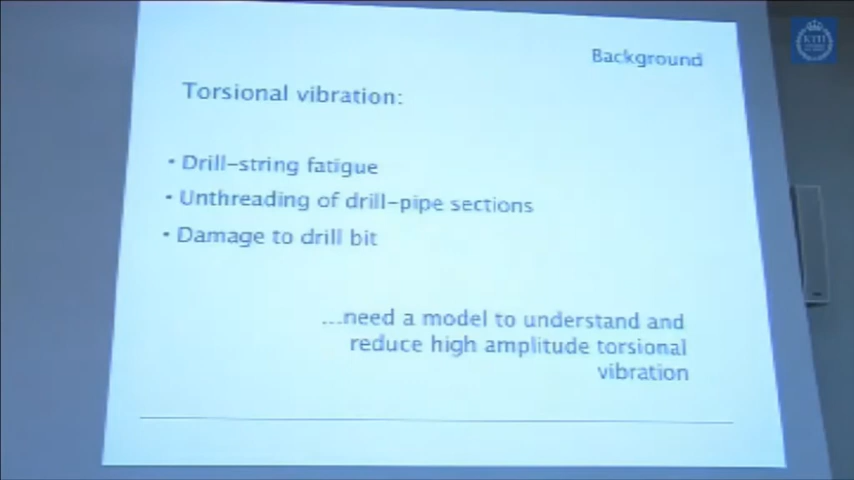 Background
Torsional vibration:
• Drill-string fatigue
• Unthreading of drill-pipe sections
• Damage to drill bit
...need a model to understand and
reduce high amplitude torsional
vibration
KTH